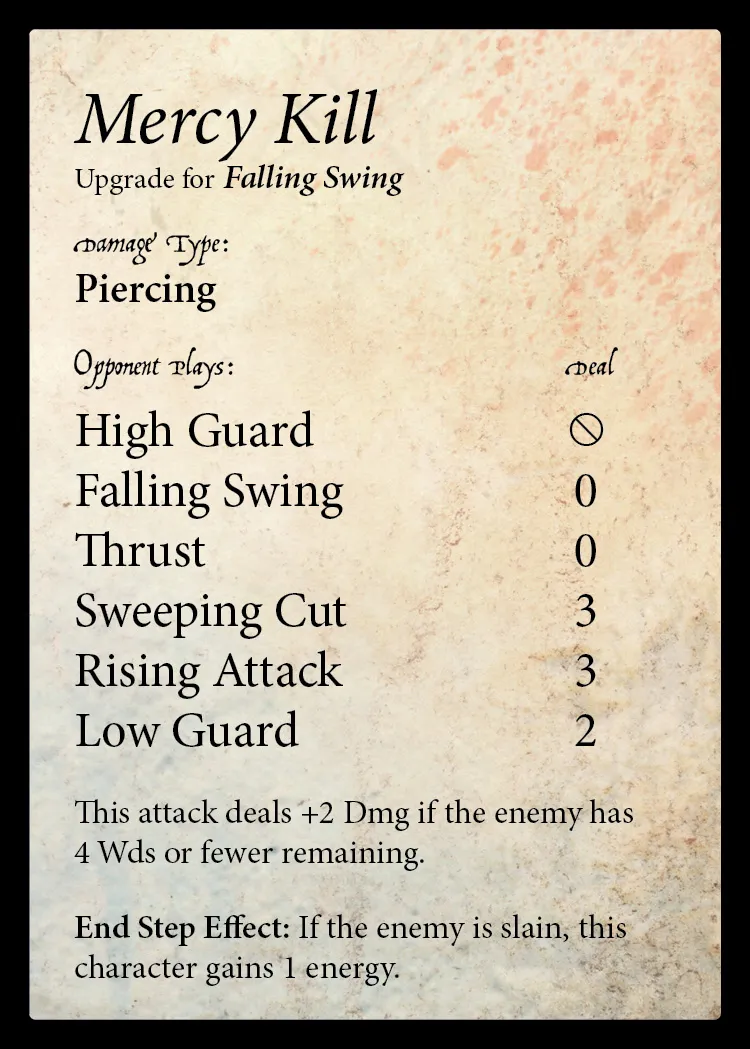 Mercy Kill
Upgrade for Falling Swing
Damage Type:
Piercing
Opponent Plays: Deal
High Guard 🛇
Falling Swing 0
Thrust 0
Sweeping Cut 3
Rising Attack 3
Low Guard 2
This attack deals +2 Dmg if the enemy has
4 Wds or fewer remaining.
End Step Effect: If the enemy is slain, this
character gains 1 energy.